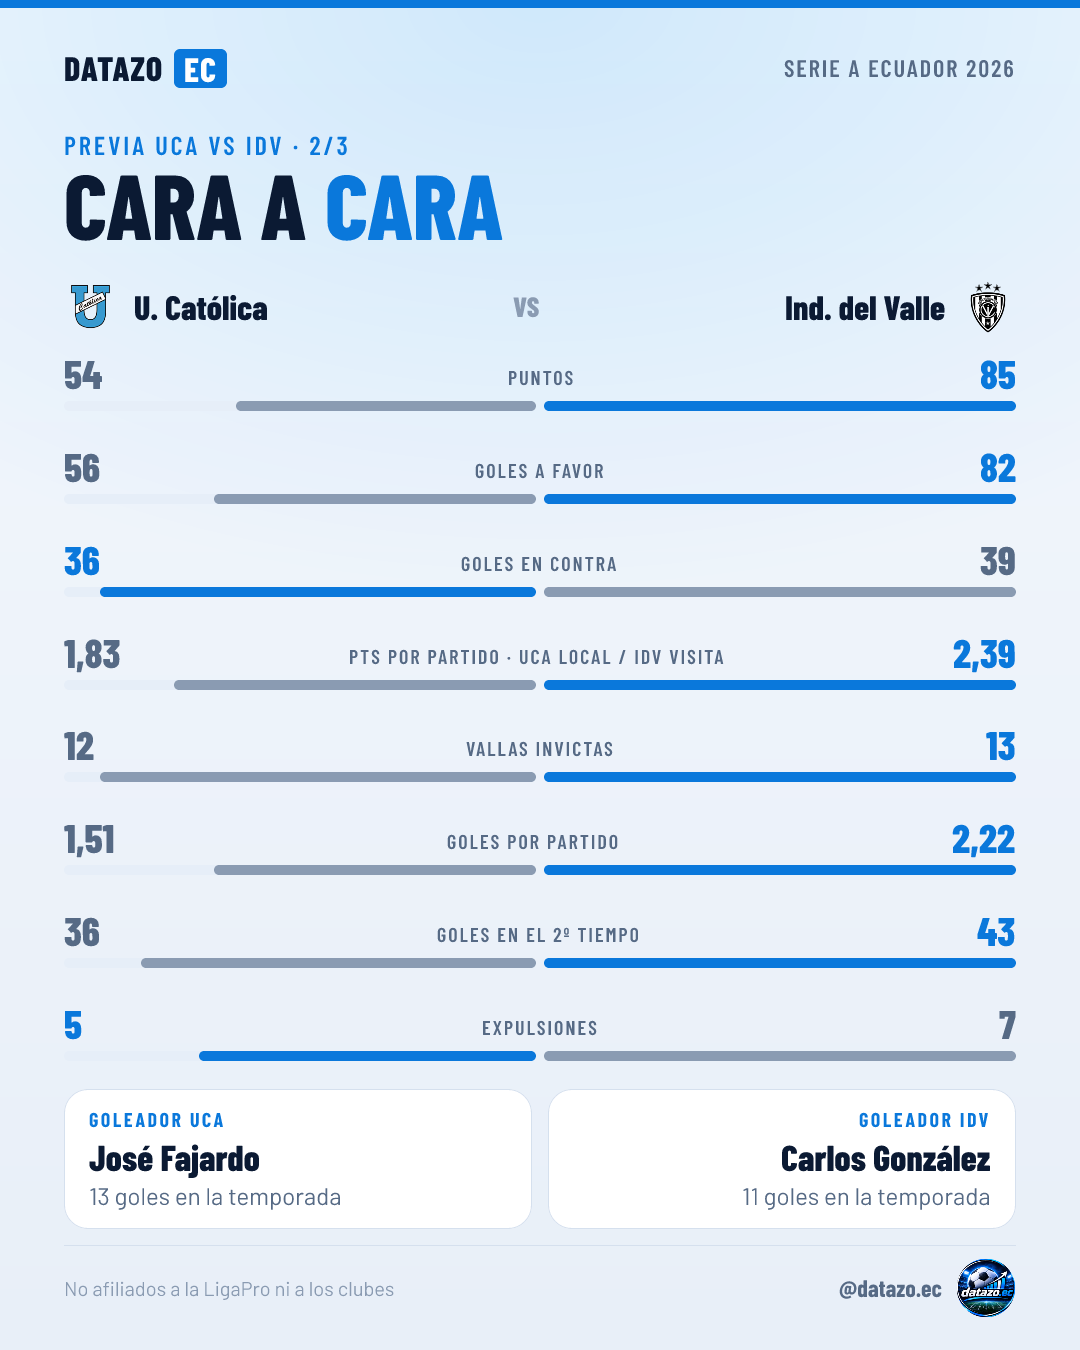 DATAZO EC
SERIE A ECUADOR 2026
PREVIA UCA VS IDV · 2/3
CARA A CARA
Católica
U. Católica
VS
Ind. del Valle
54 PUNTOS 85
56 GOLES A FAVOR 82
36 GOLES EN CONTRA 39
1,83 PTS POR PARTIDO · UCA LOCAL / IDV VISITA 2,39
12 VALLAS INVICTAS 13
1,51 GOLES POR PARTIDO 2,22
36 GOLES EN EL 2º TIEMPO 43
5 EXPULSIONES 7
GOLEADOR UCA
José Fajardo
13 goles en la temporada
GOLEADOR IDV
Carlos González
11 goles en la temporada
No afiliados a la LigaPro ni a los clubes
@datazo.ec
datazo.ec